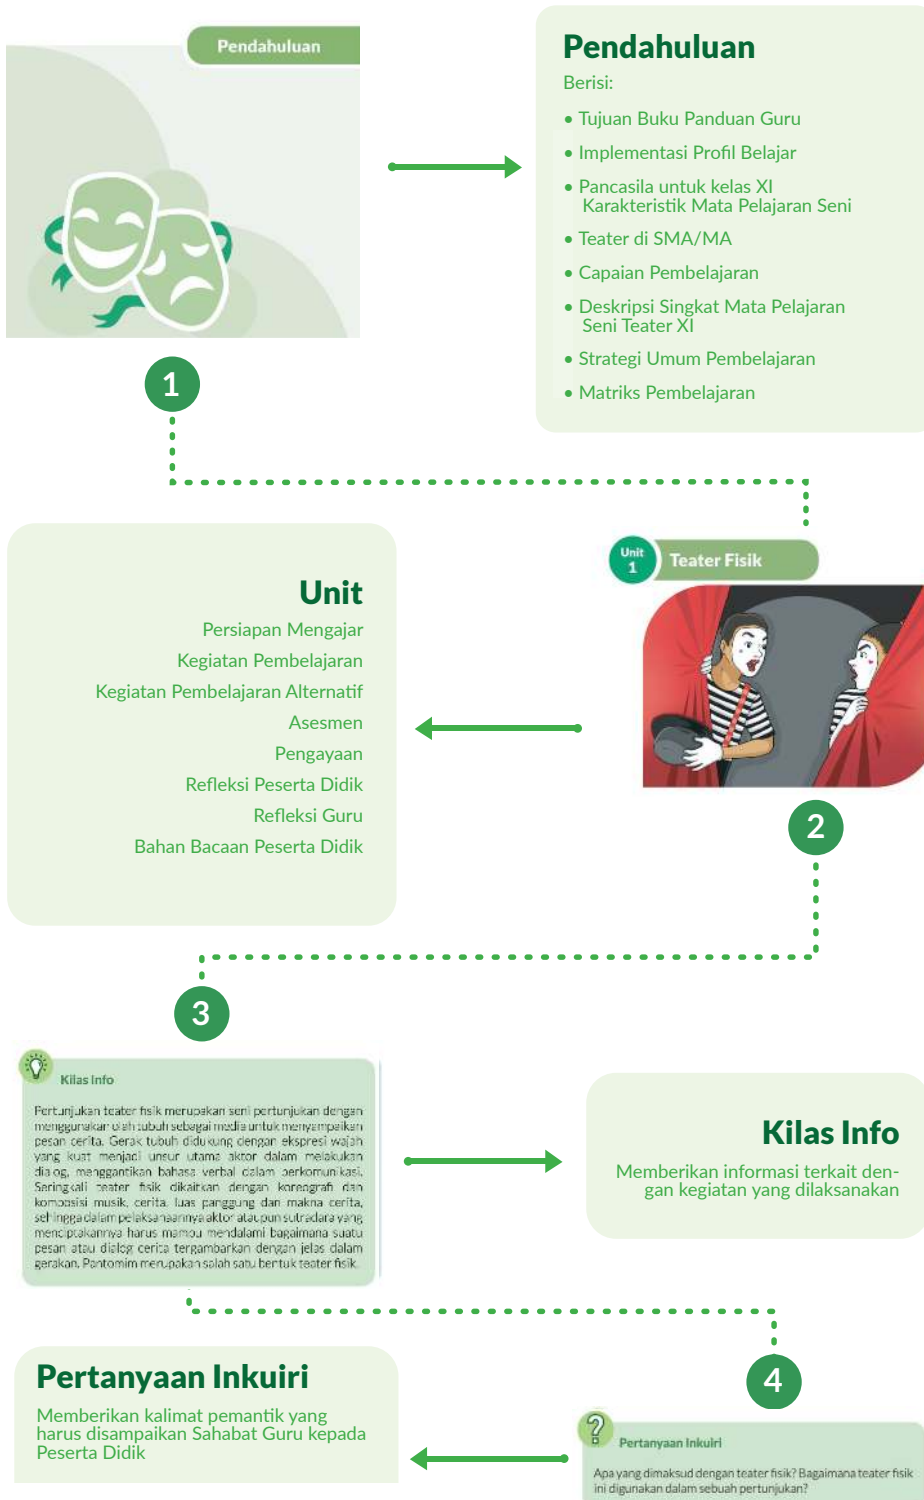 Pendahuluan
Pendahuluan
Berisi:
• Tujuan Buku Panduan Guru
• Implementasi Profil Belajar
• Pancasila untuk kelas XI
Karakteristik Mata Pelajaran Seni
• Teater di SMA/MA
• Capaian Pembelajaran
• Deskripsi Singkat Mata Pelajaran
Seni Teater XI
• Strategi Umum Pembelajaran
• Matriks Pembelajaran
1
Unit
1
Teater Fisik
Unit
Persiapan Mengajar
Kegiatan Pembelajaran
Kegiatan Pembelajaran Alternatif
Asesmen
Pengayaan
Refleksi Peserta Didik
Refleksi Guru
Bahan Bacaan Peserta Didik
2
3
Kilas Info
Pertunjukan teater fisik merupakan seni pertunjukan dengan
menggunakan olah tubuh sebagai media untuk menyampaikan
pesan cerita. Gerak tubuh didukung dengan ekspresi wajah
yang kuat menjadi unsur utama aktor dalam melakukan
dialog, menggantikan bahasa verbal dalam berkomunikasi.
Seringkali teater fisik dikaitkan dengan koreografi dan
komposisi musik, cerita, luas panggung dan makna cerita,
sehingga dalam pelaksanaannya aktor ataupun sutradara yang
menciptakannya harus mampu mendalami bagaimana suatu
pesan atau dialog cerita tergambarkan dengan jelas dalam
gerakan. Pantomim merupakan salah satu bentuk teater fisik.
Kilas Info
Memberikan informasi terkait den-
gan kegiatan yang dilaksanakan
4
Pertanyaan Inkuiri
Memberikan kalimat pemantik yang
harus disampaikan Sahabat Guru kepada
Peserta Didik
?
Pertanyaan Inkuiri
Apa yang dimaksud dengan teater fisik? Bagaimana teater fisik
ini digunakan dalam sebuah pertunjukan?